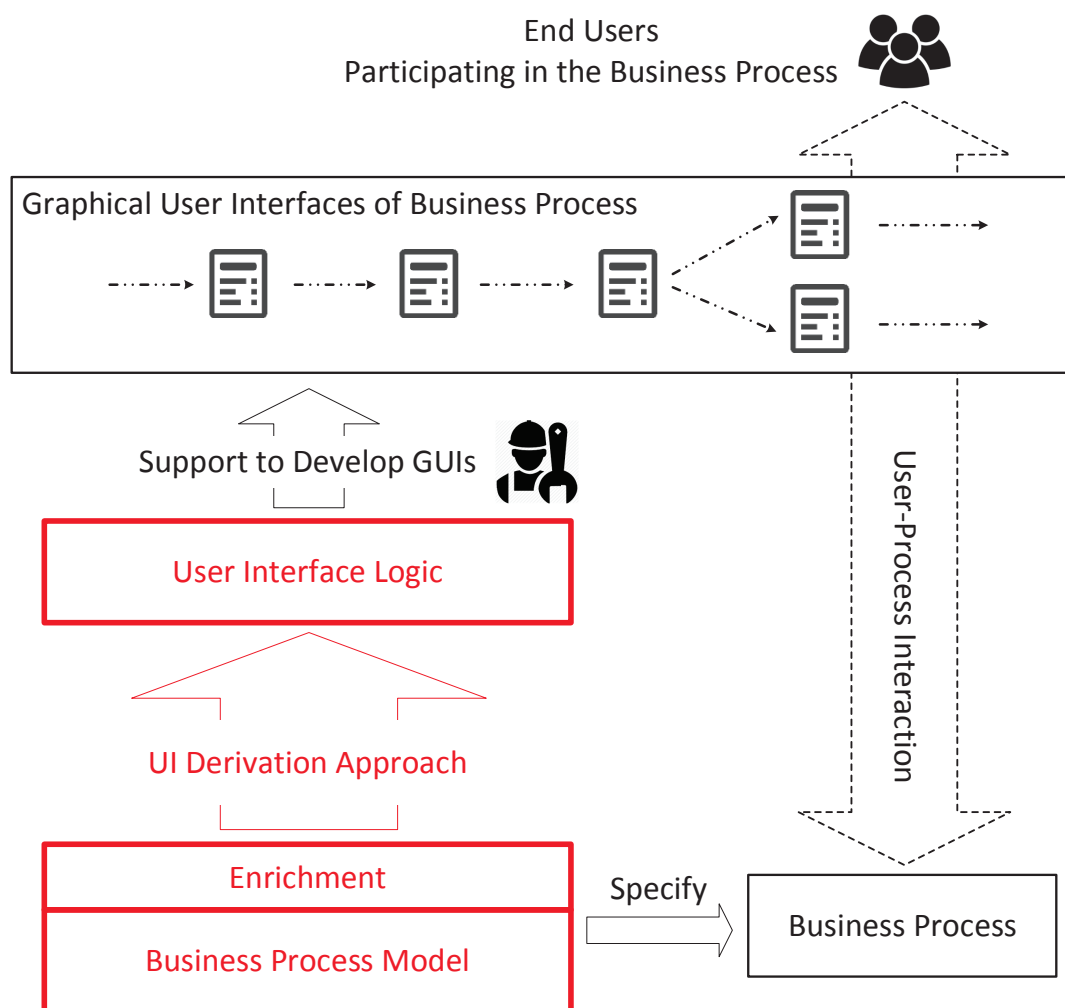 End Users
Participating in the Business Process
Graphical User Interfaces of Business Process
Support to Develop GUIs
User Interface Logic
User-Process Interaction
UI Derivation Approach
Enrichment
Specify
Business Process
Business Process Model